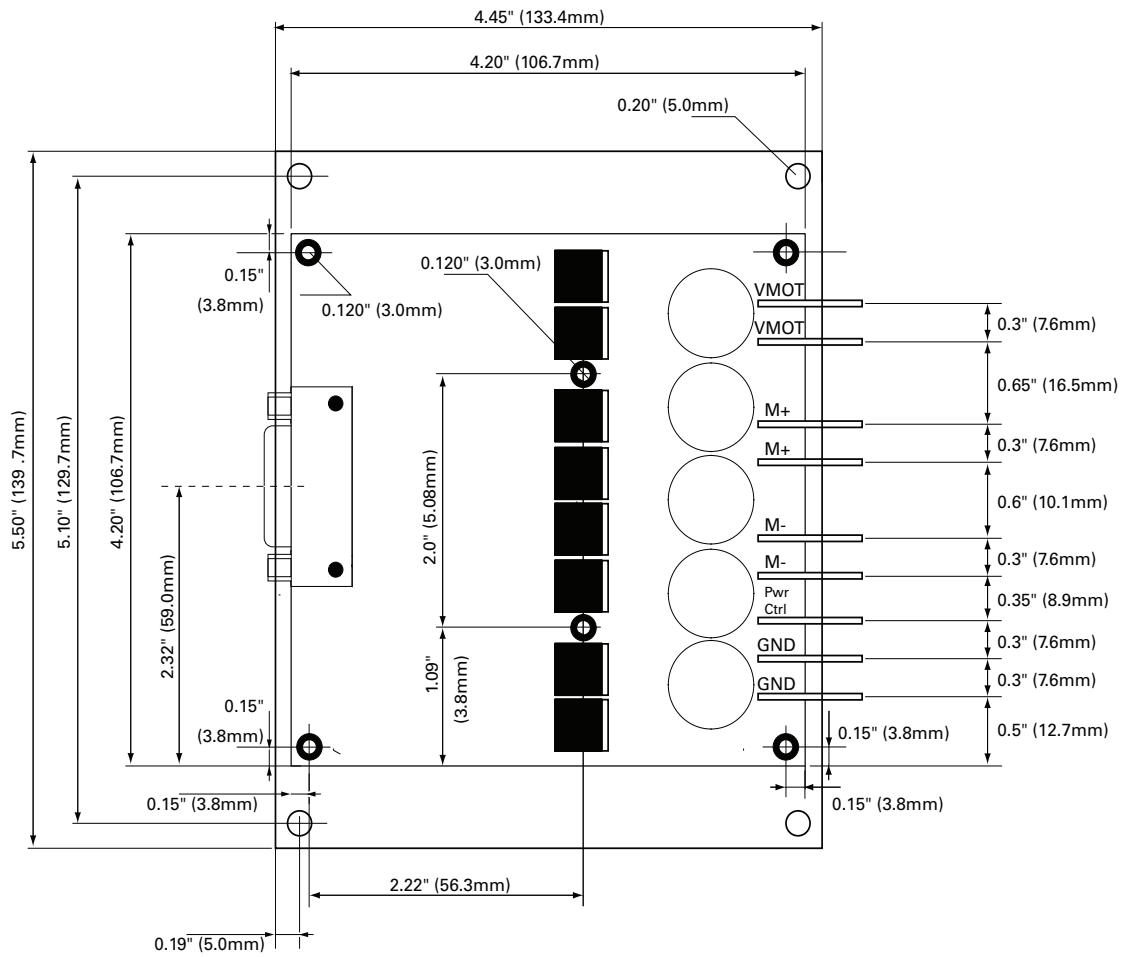 4.45" (133.4mm)
4.20" (106.7mm)
0.20" (5.0mm)
0.15"
(3.8mm)
0.120" (3.0mm)
0.120" (3.0mm)
VMOT
VMOT
0.3" (7.6mm)
0.65" (16.5mm)
M+
M+
0.3" (7.6mm)
0.6" (10.1mm)
M-
M-
0.3" (7.6mm)
Pwr
Ctrl
0.35" (8.9mm)
GND
0.3" (7.6mm)
GND
0.3" (7.6mm)
0.5" (12.7mm)
5.50" (139 .7mm)
5.10" (129.7mm)
4.20" (106.7mm)
2.32" (59.0mm)
2.0" (5.08mm)
1.09"
(3.8mm)
0.15"
(3.8mm)
0.15" (3.8mm)
0.15" (3.8mm)
0.15" (3.8mm)
2.22" (56.3mm)
0.19" (5.0mm)